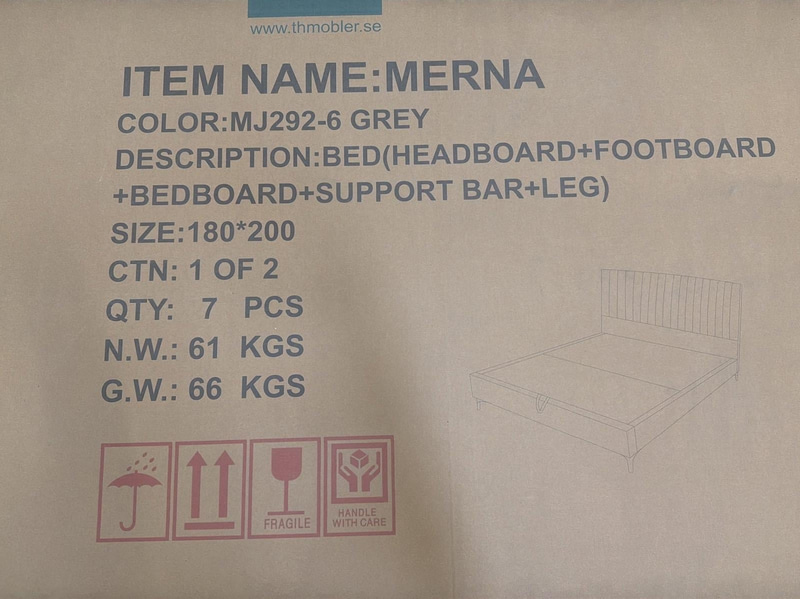 www.thmobler.se
ITEM NAME:MERNA
COLOR:MJ292-6 GREY
DESCRIPTION:BED(HEADBOARD+FOOTBOARD
+BEDBOARD+SUPPORT BAR+LEG)
SIZE:180*200
CTN: 1 OF 2
QTY: 7 PCS
N.W.: 61 KGS
G.W.: 66 KGS
FRAGILE
HANDLE
WITH CARE